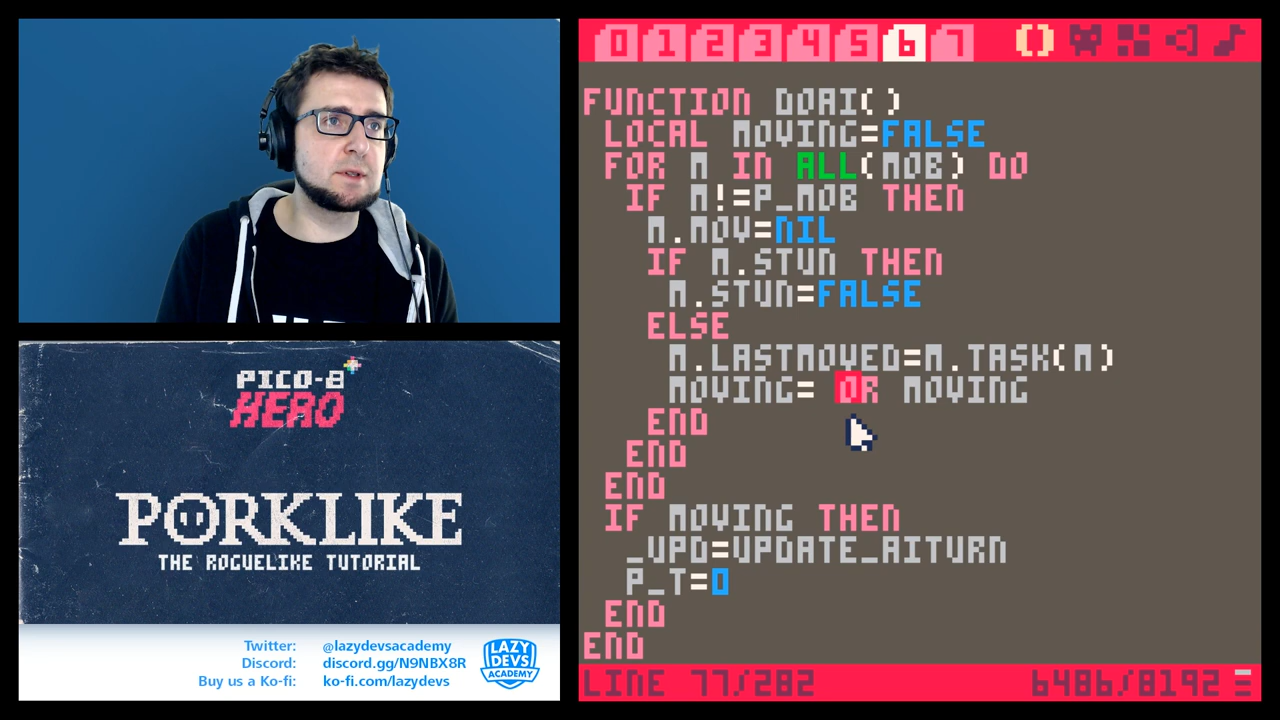 0 1 2 3 4 5 6 7
FUNCTION DOAI()
LOCAL MOVING=FALSE
FOR M IN ALL(MOB) DO
IF M!=P_MOB THEN
M.MOV=NIL
IF M.STUN THEN
M.STUN=FALSE
ELSE
M.LASTMOVED=M.TASK(M)
MOVING= OR MOVING
END
END
END
IF MOVING THEN
_UPD=UPDATE_AITURN
P_T=0
END
END
LINE 77/282 6486/8192
PICO-8
HERO
PORKLIKE
THE ROGUELIKE TUTORIAL
Twitter: @lazydevsacademy
Discord: discord.gg/N9NBX8R
Buy us a Ko-fi: ko-fi.com/lazydevs
LAZY
DEVS
ACADEMY